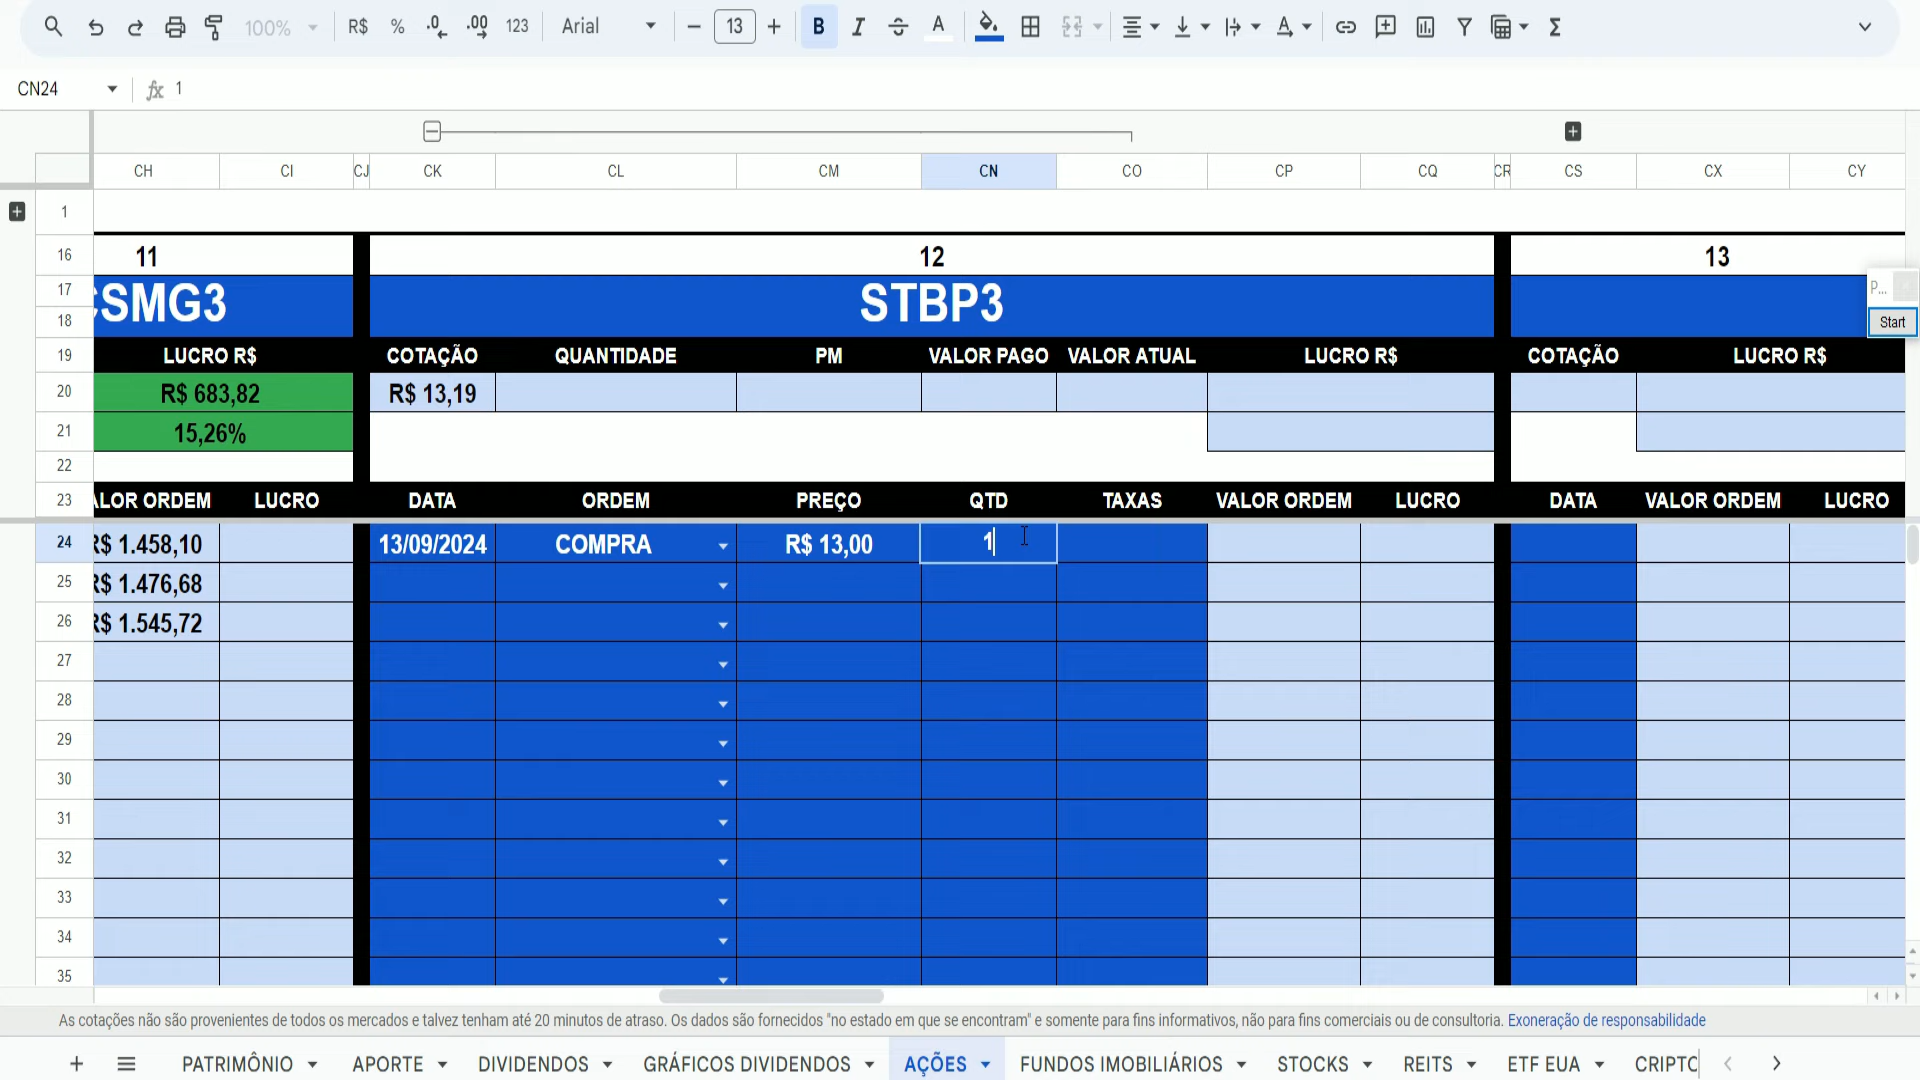 100% R$ % .0 .00 123 Arial 13 B I A
CN24 fx 1
CH CI CJ CK CL CM CN CO CP CQ CR CS CX CY
1
16 11 12 13
17 CSMG3 STBP3 P...
18 Start
19 LUCRO R$ COTAÇÃO QUANTIDADE PM VALOR PAGO VALOR ATUAL LUCRO R$ COTAÇÃO LUCRO R$
20 R$ 683,82 R$ 13,19
21 15,26%
22
23 ALOR ORDEM LUCRO DATA ORDEM PREÇO QTD TAXAS VALOR ORDEM LUCRO DATA VALOR ORDEM LUCRO
24 R$ 1.458,10 13/09/2024 COMPRA R$ 13,00 1
25 R$ 1.476,68
26 R$ 1.545,72
27
28
29
30
31
32
33
34
35
As cotações não são provenientes de todos os mercados e talvez tenham até 20 minutos de atraso. Os dados são fornecidos "no estado em que se encontram" e somente para fins informativos, não para fins comerciais ou de consultoria. Exoneração de responsabilidade
PATRIMÔNIO APORTE DIVIDENDOS GRÁFICOS DIVIDENDOS AÇÕES FUNDOS IMOBILIÁRIOS STOCKS REITS ETF EUA CRIPTO